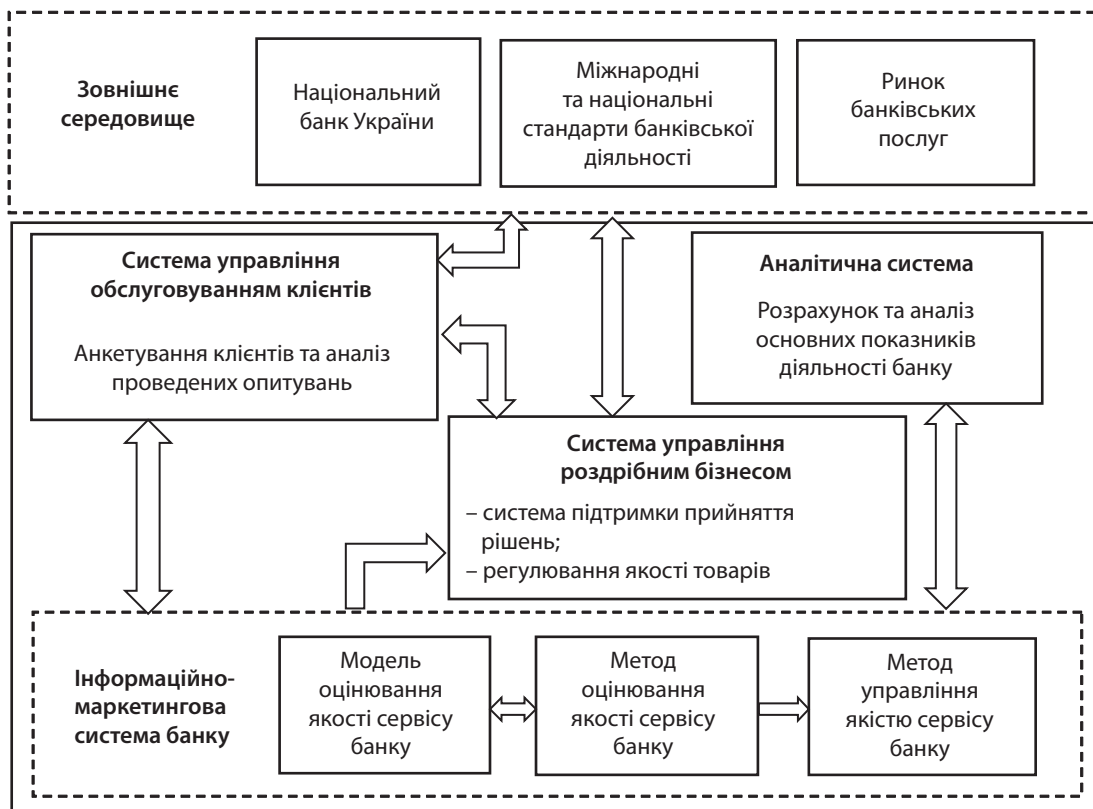 Зовнішнє
середовище
Національний
банк України
Міжнародні
та національні
стандарти банківської
діяльності
Ринок
банківських
послуг
Система управління
обслуговуванням клієнтів
Анкетування клієнтів та аналіз
проведених опитувань
Аналітична система
Розрахунок та аналіз
основних показників
діяльності банку
Система управління
роздрібним бізнесом
– система підтримки прийняття
рішень;
– регулювання якості товарів
Інформаційно-
маркетингова
система банку
Модель
оцінювання
якості сервісу
банку
Метод
оцінювання
якості сервісу
банку
Метод
управління
якістю сервісу
банку